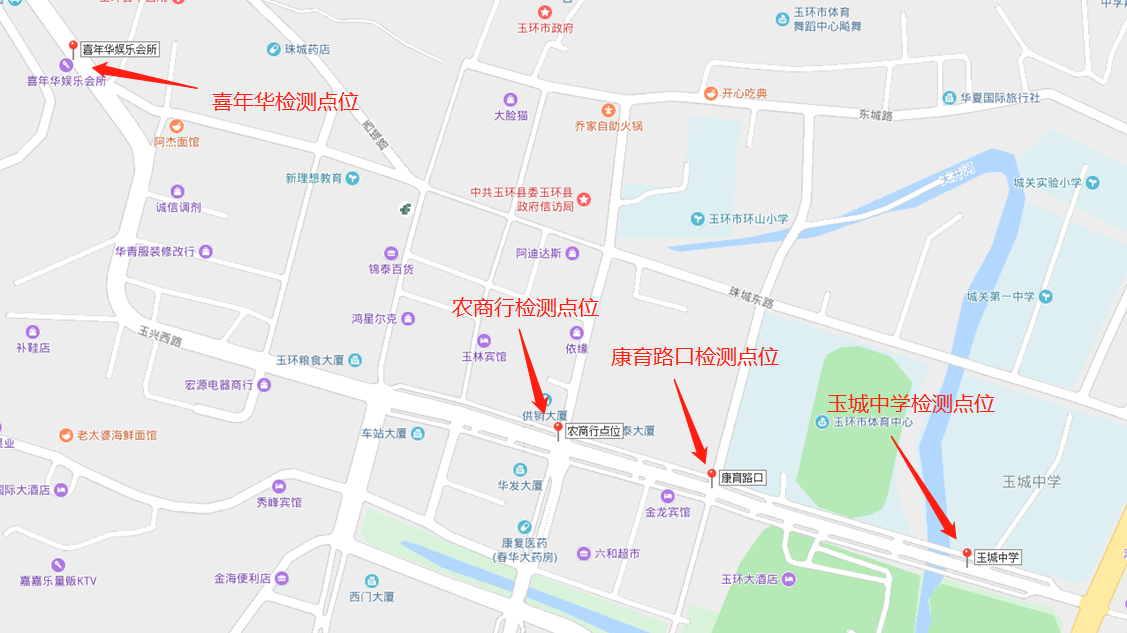 玉环市政府
玉环市体育
舞蹈中心飚舞
喜年华娱乐会所
珠城药店
喜年华娱乐会所
喜年华检测点位
大脸猫
开心吃典
华夏国际旅行社
乔家自助火锅
东城路
阿杰面馆
西城路
新理想教育
中共玉环县委玉环县
政府信访局
城关实验小学
诚信调剂
玉环市环山小学
华青服装修改行
阿迪达斯
锦泰百货
珠城东路
城关第一中学
农商行检测点位
鸿星尔克
玉兴西路
补鞋店
玉林宾馆
依缘
康育路口检测点位
玉环粮食大厦
宏源电器商行
玉城中学检测点位
供销大厦
玉环市体育中心
老太婆海鲜面馆
车站大厦
农商行点位
泰大厦
康育路口
玉城中学
国际大酒店
秀峰宾馆
华发大厦
金龙宾馆
康复医药
(春华大药房)
六和超市
玉城中学
嘉嘉乐量贩KTV
金海便利店
西门大厦
玉环大酒店